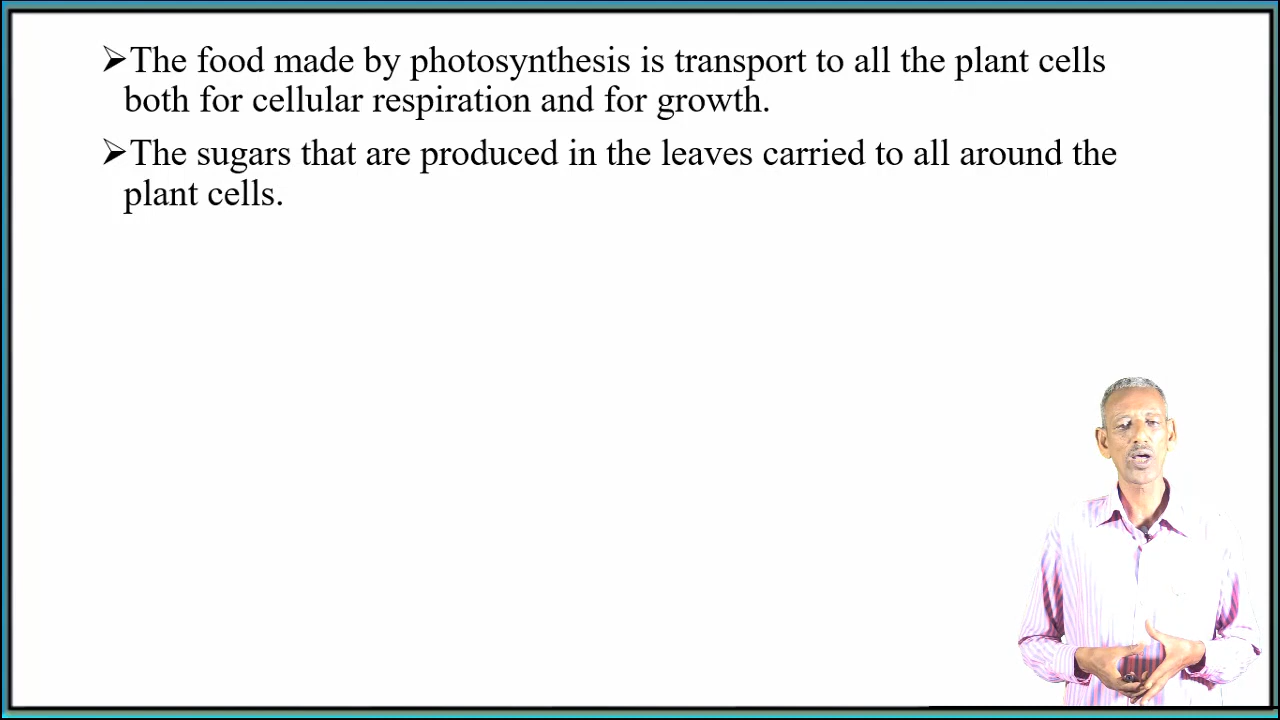 ➢The food made by photosynthesis is transport to all the plant cells
both for cellular respiration and for growth.
➢The sugars that are produced in the leaves carried to all around the
plant cells.